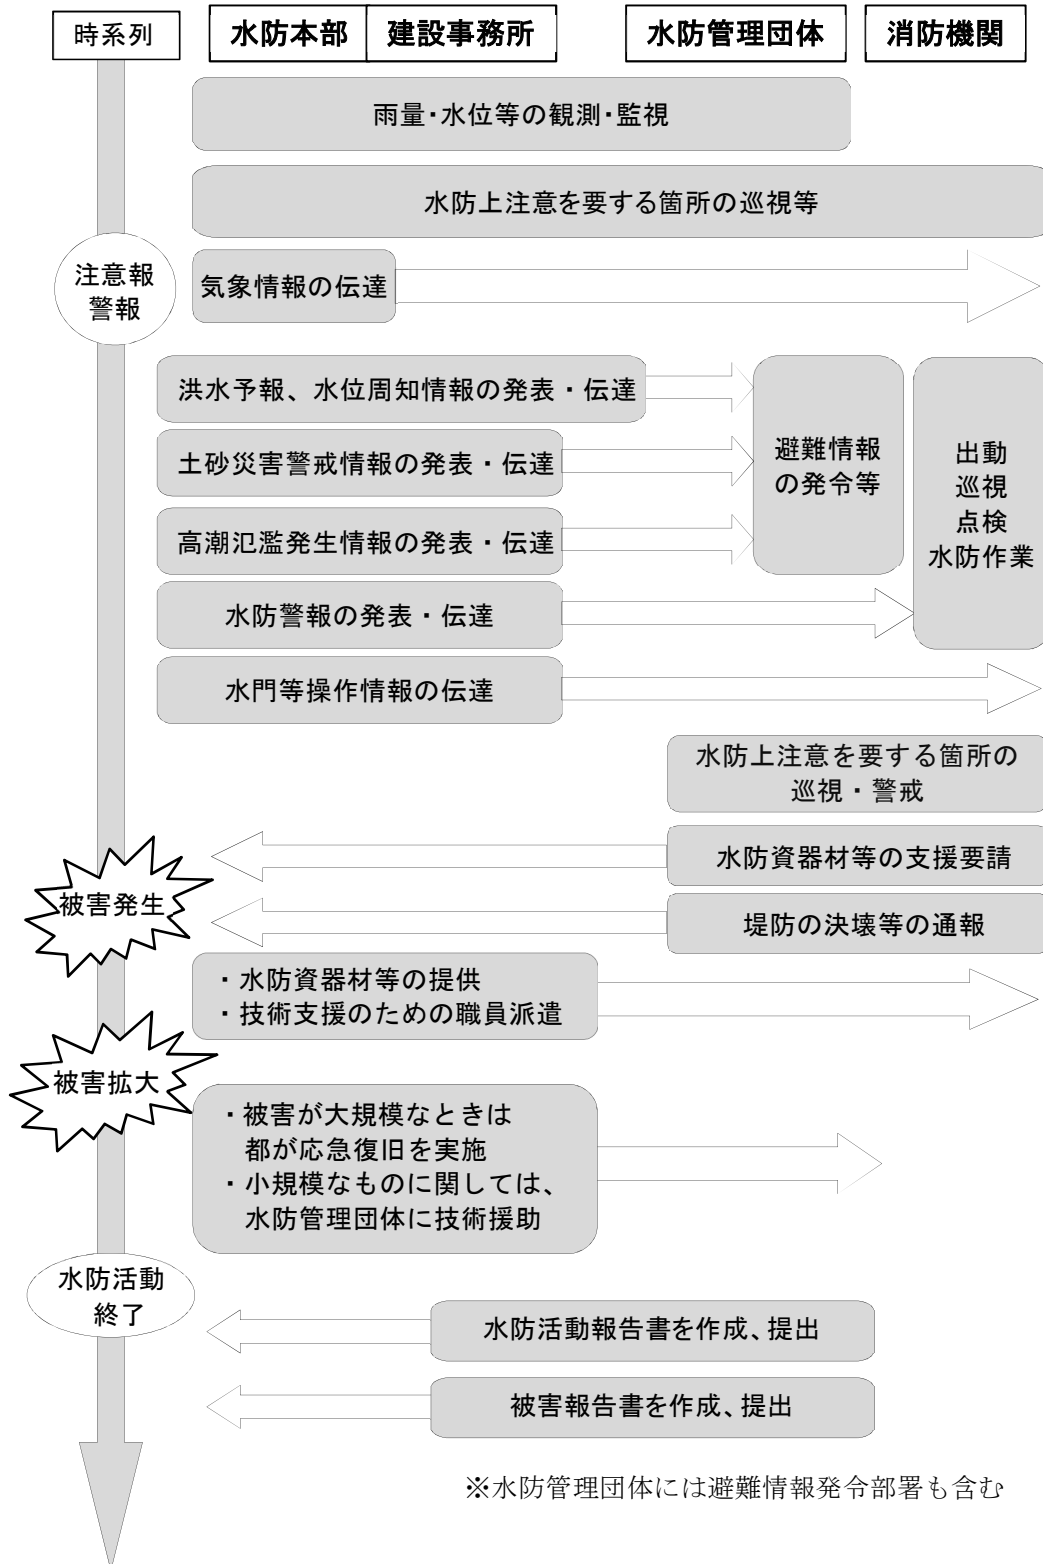 時系列
水防本部
建設事務所
水防管理団体
消防機関
雨量・水位等の観測・監視
水防上注意を要する箇所の巡視等
注意報
警報
気象情報の伝達
洪水予報、水位周知情報の発表・伝達
土砂災害警戒情報の発表・伝達
高潮氾濫発生情報の発表・伝達
避難情報
の発令等
出動
巡視
点検
水防作業
水防警報の発表・伝達
水門等操作情報の伝達
水防上注意を要する箇所の
巡視・警戒
水防資器材等の支援要請
被害発生
堤防の決壊等の通報
・水防資器材等の提供
・技術支援のための職員派遣
被害拡大
・被害が大規模なときは
都が応急復旧を実施
・小規模なものに関しては、
水防管理団体に技術援助
水防活動
終了
水防活動報告書を作成、提出
被害報告書を作成、提出
※水防管理団体には避難情報発令部署も含む